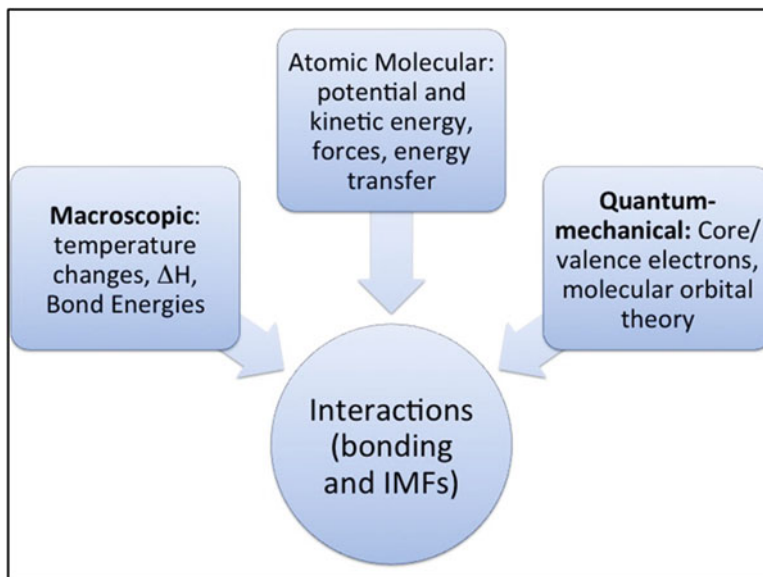 Atomic Molecular:
potential and
kinetic energy,
forces, energy
transfer
Macroscopic:
temperature
changes, ΔH,
Bond Energies
Quantum-
mechanical: Core/
valence electrons,
molecular orbital
theory
Interactions
(bonding
and IMFs)